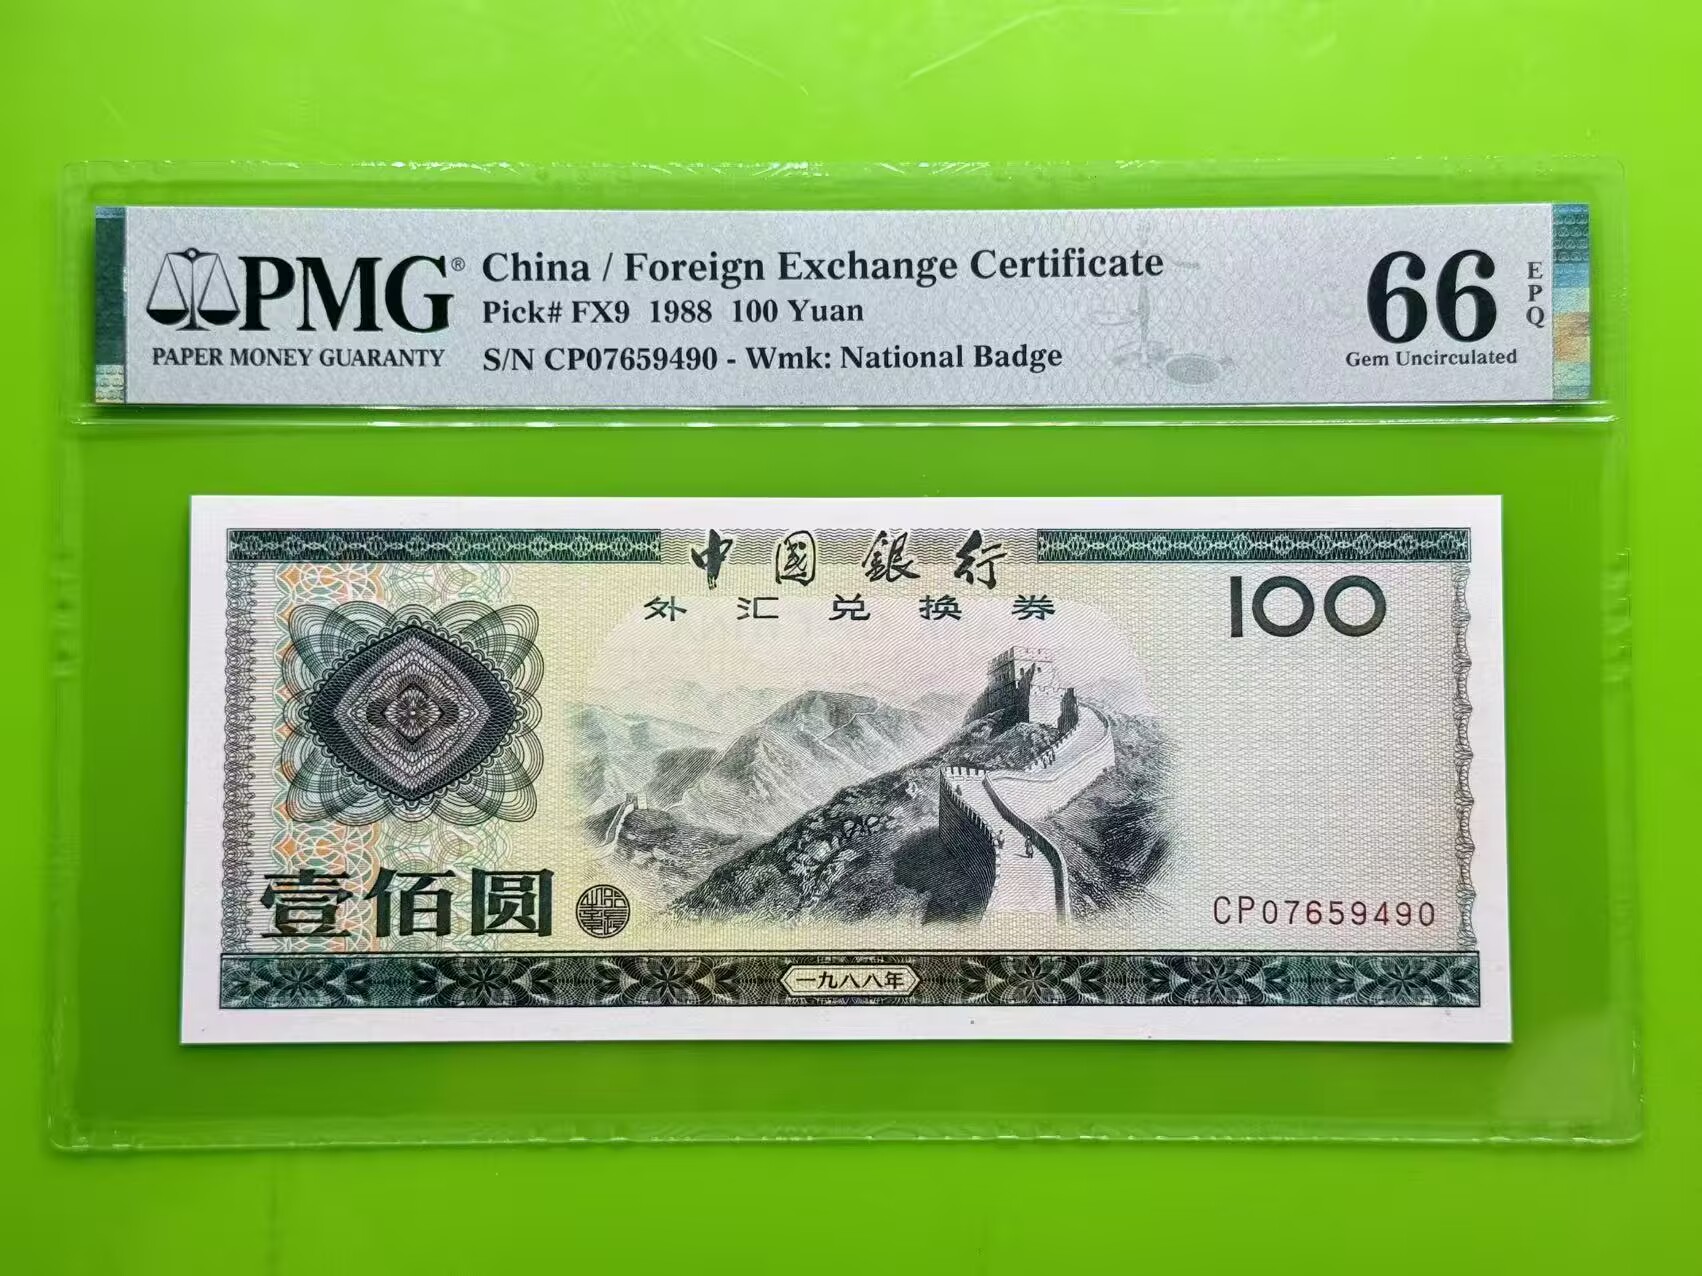 PMG®
PAPER MONEY GUARANTY
China / Foreign Exchange Certificate
Pick# FX9 1988 100 Yuan
S/N CP07659490 - Wmk: National Badge
66
EPQ
Gem Uncirculated
中國銀行
外汇兑换券
100
壹佰圆
CP07659490
一九八八年